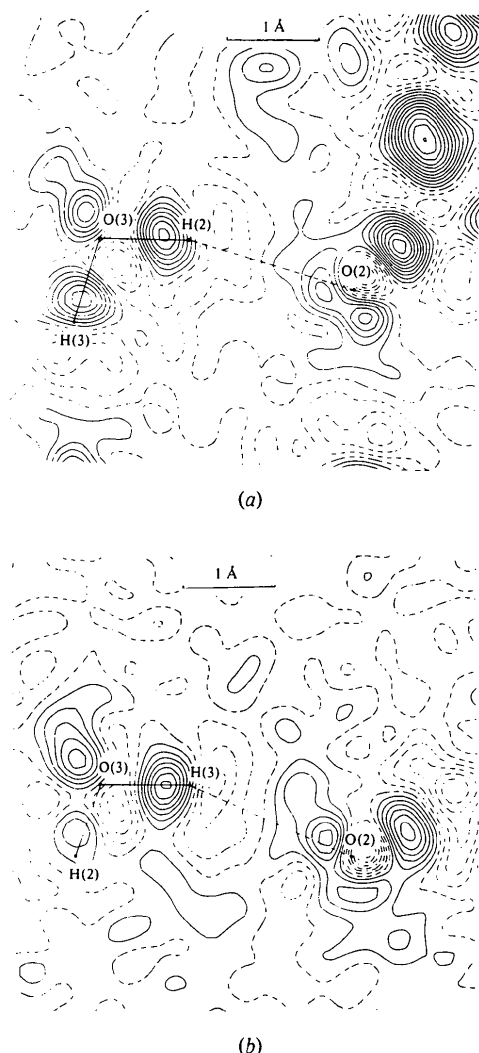 1 Å
O(3)
H(2)
O(2)
H(3)
(a)
1 Å
O(3)
H(3)
O(2)
H(2)
(b)